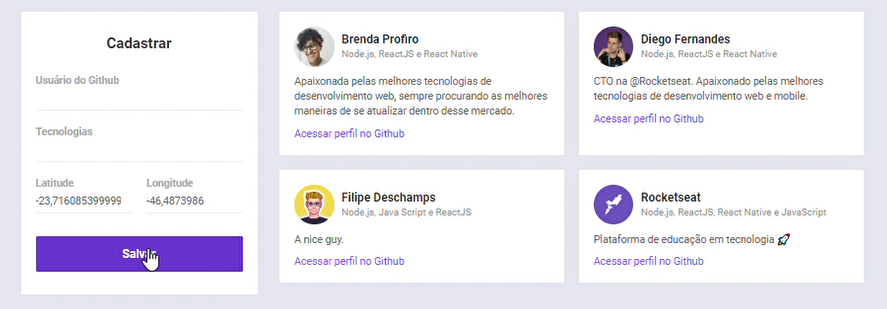 Cadastrar
Usuário do Github
Tecnologias
Latitude Longitude
-23,716085399999 -46,4873986
Salvar
Brenda Profiro
Node.js, ReactJS e React Native
Apaixonada pelas melhores tecnologias de
desenvolvimento web, sempre procurando as melhores
maneiras de se atualizar dentro desse mercado.
Acessar perfil no Github
Diego Fernandes
Node.js, ReactJS e React Native
CTO na @Rocketseat. Apaixonado pelas melhores
tecnologias de desenvolvimento web e mobile.
Acessar perfil no Github
Filipe Deschamps
Node.js, Java Script e ReactJS
A nice guy.
Acessar perfil no Github
Rocketseat
Node.js, ReactJS, React Native e JavaScript
Plataforma de educação em tecnologia 🚀
Acessar perfil no Github